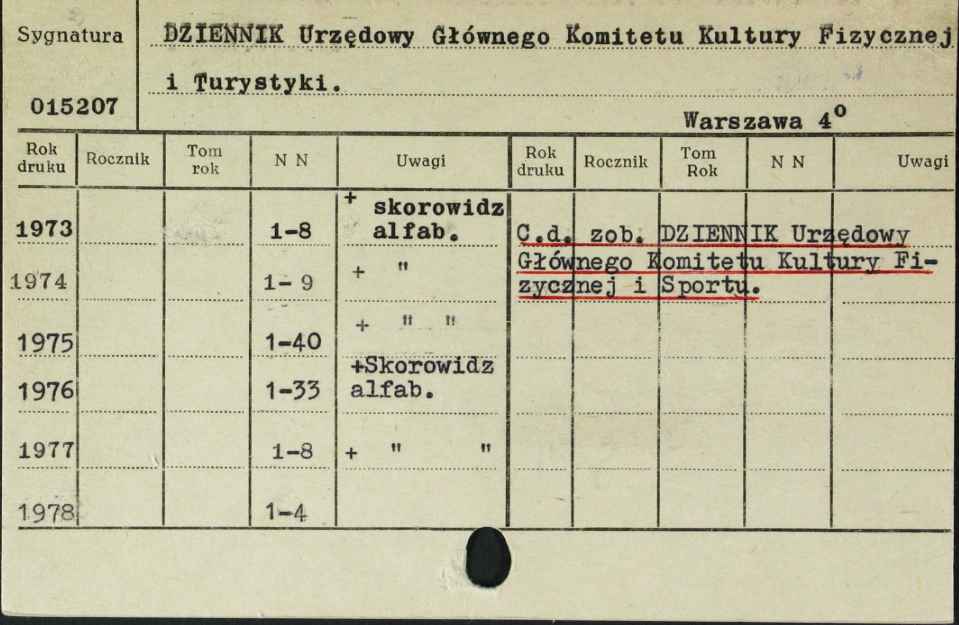 Sygnatura
DZIENNIK Urzędowy Głównego Komitetu Kultury Fizycznej
i Turystyki.
015207
Warszawa 4°
Rok druku Rocznik Tom rok N N Uwagi Rok druku Rocznik Tom Rok N N Uwagi
1973 1-8 + skorowidz alfab.
1974 1-9 + "
1975 1-40 + " "
1976 1-33 +Skorowidz alfab.
1977 1-8 + " "
1978 1-4
C.d. zob. DZIENNIK Urzędowy
Głównego Komitetu Kultury Fi-
zycznej i Sportu.